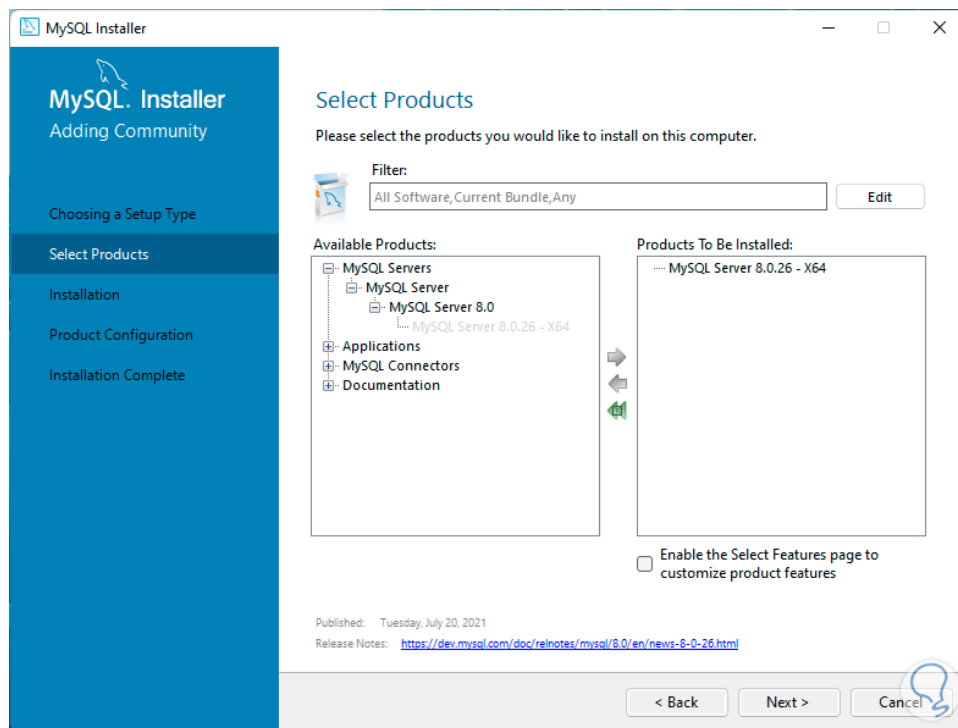 MySQL Installer
MySQL. Installer
Adding Community
Choosing a Setup Type
Select Products
Installation
Product Configuration
Installation Complete
Select Products
Please select the products you would like to install on this computer.
Filter:
All Software,Current Bundle,Any
Edit
Available Products:
MySQL Servers
MySQL Server
MySQL Server 8.0
MySQL Server 8.0.26 - X64
Applications
MySQL Connectors
Documentation
Products To Be Installed:
MySQL Server 8.0.26 - X64
Enable the Select Features page to
customize product features
Published: Tuesday, July 20, 2021
Release Notes: https://dev.mysql.com/doc/relnotes/mysql/8.0/en/news-8-0-26.html
< Back
Next >
Cancel